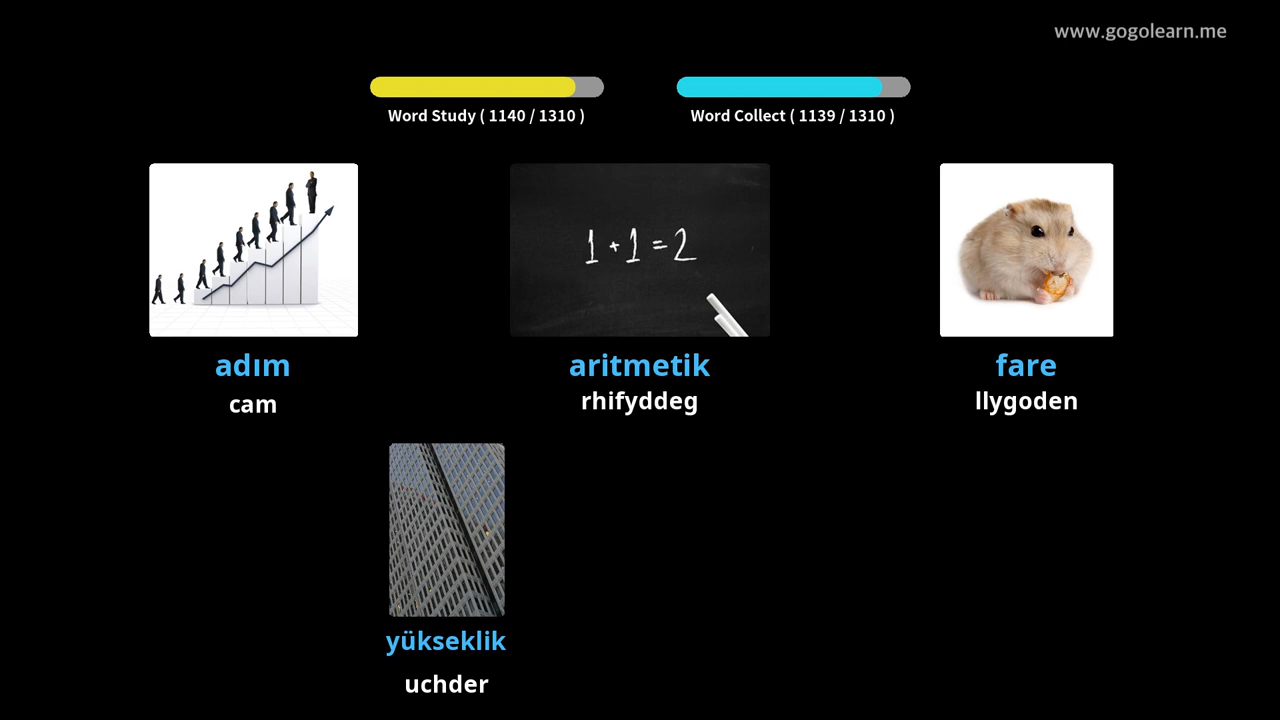 www.gogolearn.me
Word Study ( 1140 / 1310 )
Word Collect ( 1139 / 1310 )
1 + 1 = 2
adım
cam
aritmetik
rhifyddeg
fare
llygoden
yükseklik
uchder